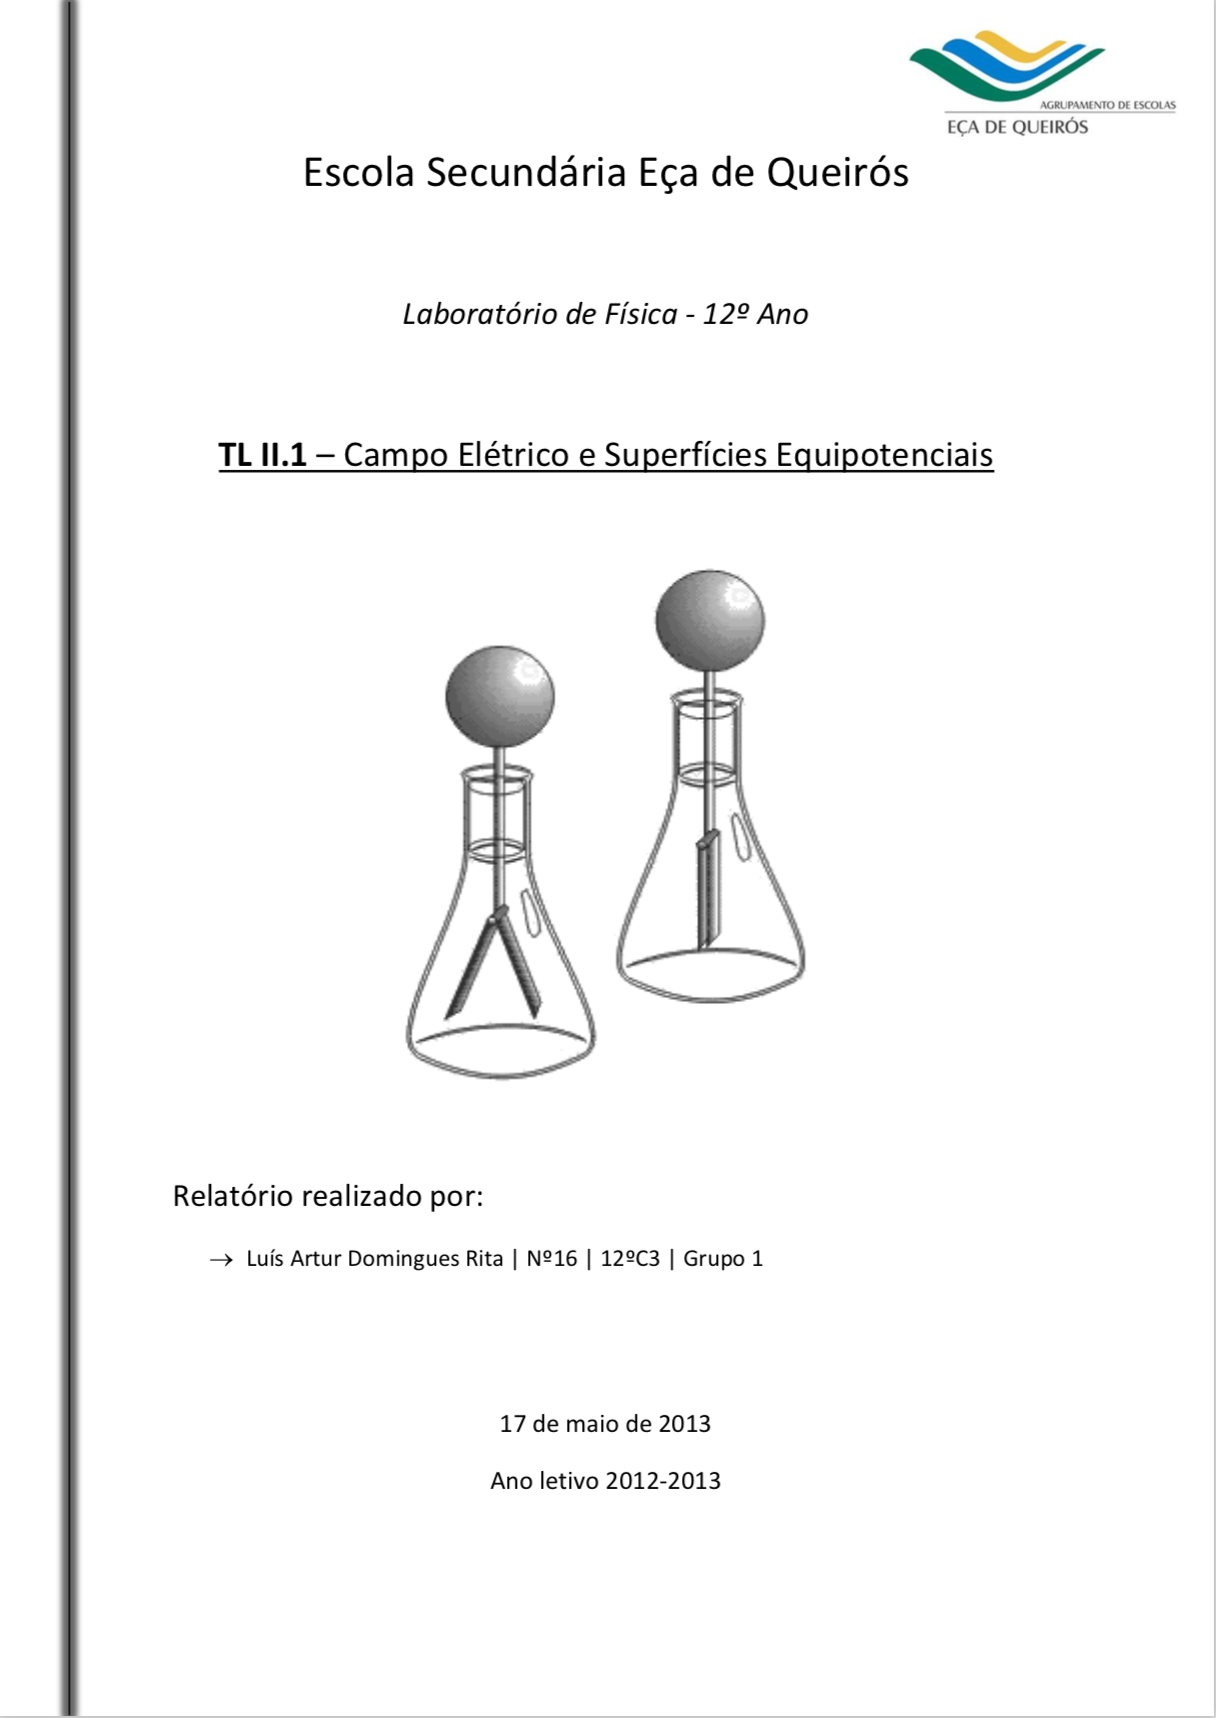 AGRUPAMENTO DE ESCOLAS
EÇA DE QUEIRÓS
Escola Secundária Eça de Queirós
Laboratório de Física - 12º Ano
TL II.1 – Campo Elétrico e Superfícies Equipotenciais
Relatório realizado por:
→ Luís Artur Domingues Rita | Nº16 | 12ºC3 | Grupo 1
17 de maio de 2013
Ano letivo 2012-2013